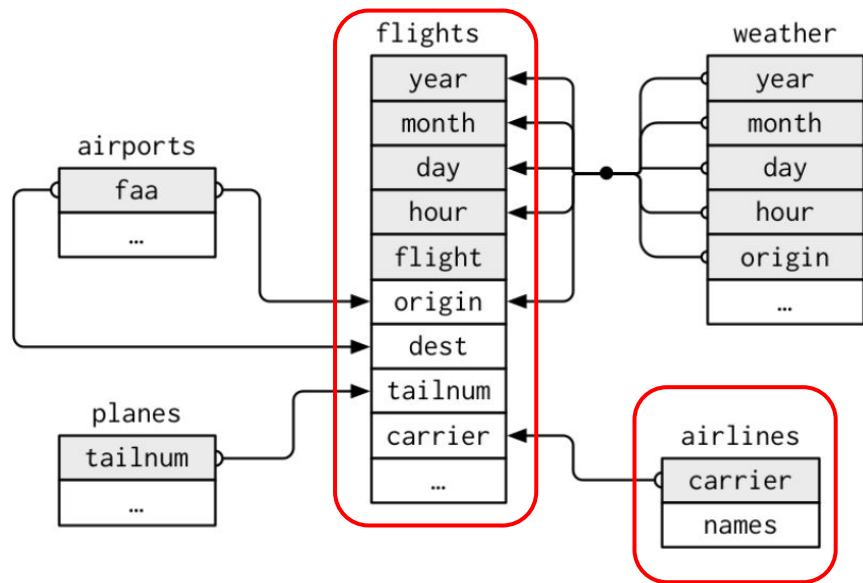 flights
year
month
day
hour
flight
origin
dest
tailnum
carrier
…
weather
year
month
day
hour
origin
…
airports
faa
…
planes
tailnum
…
airlines
carrier
names